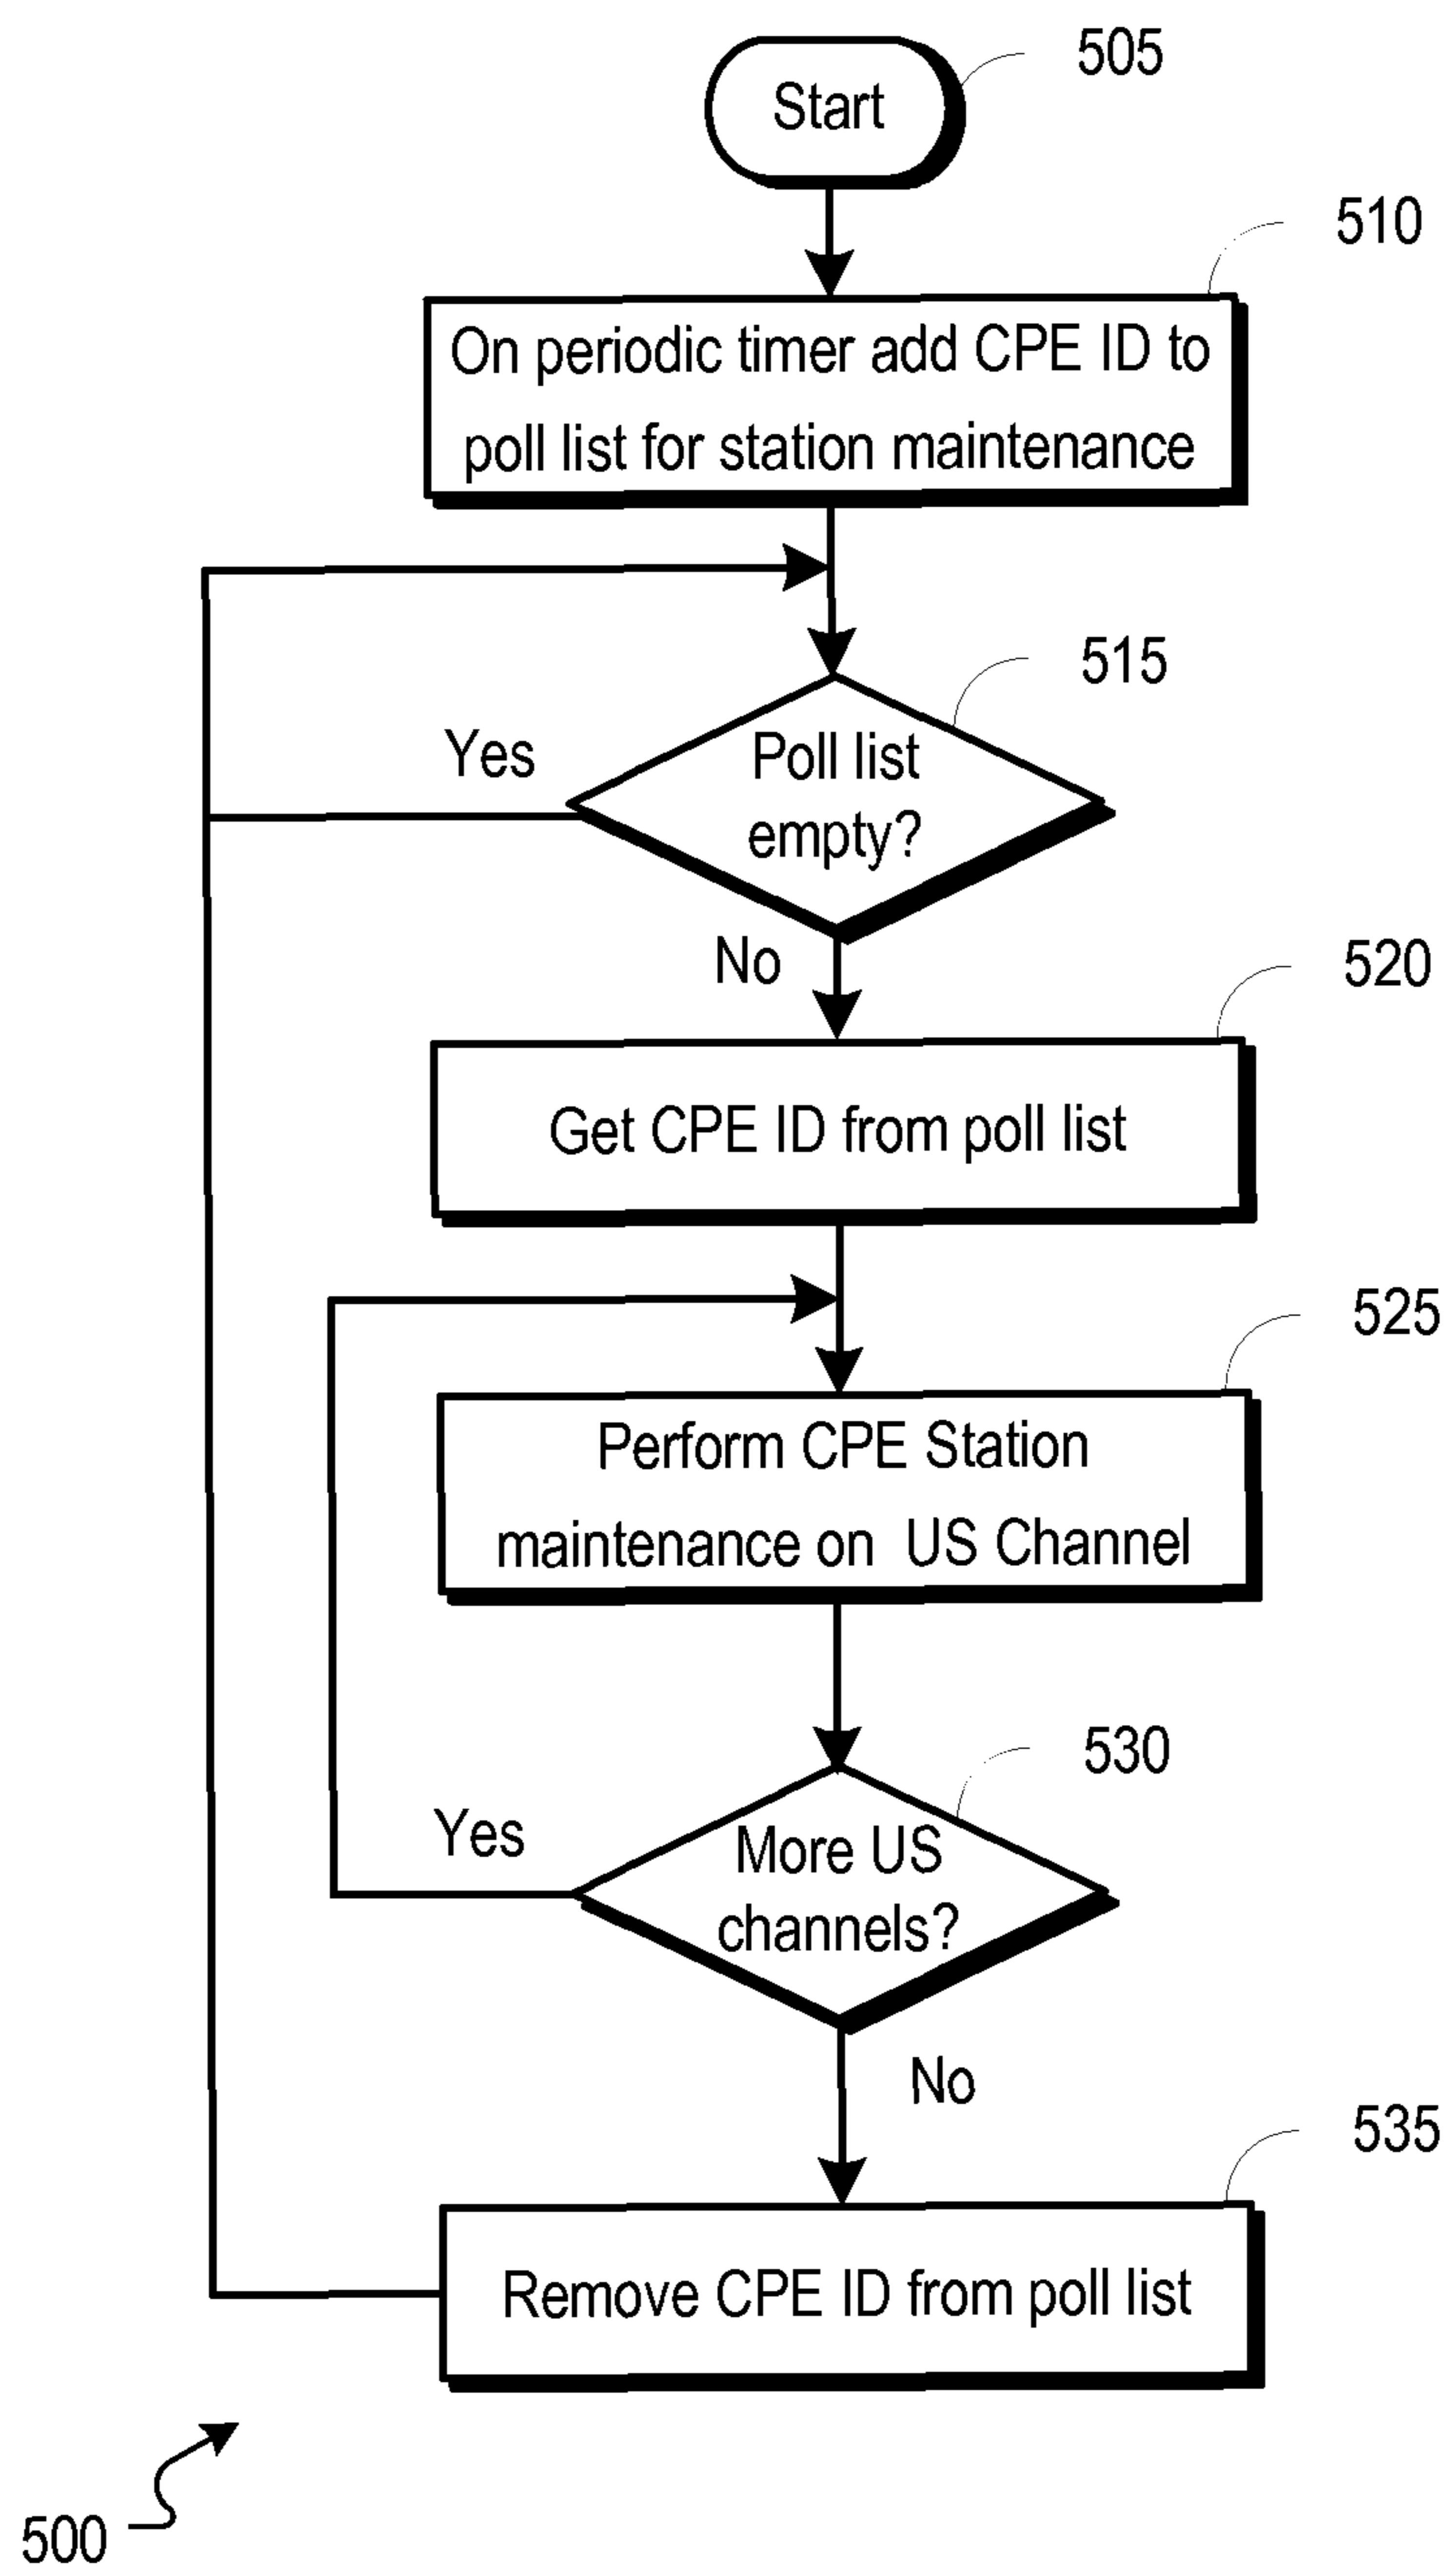 505
Start
510
On periodic timer add CPE ID to
poll list for station maintenance
515
Yes
Poll list
empty?
No
520
Get CPE ID from poll list
525
Perform CPE Station
maintenance on US Channel
530
Yes
More US
channels?
No
535
Remove CPE ID from poll list
500